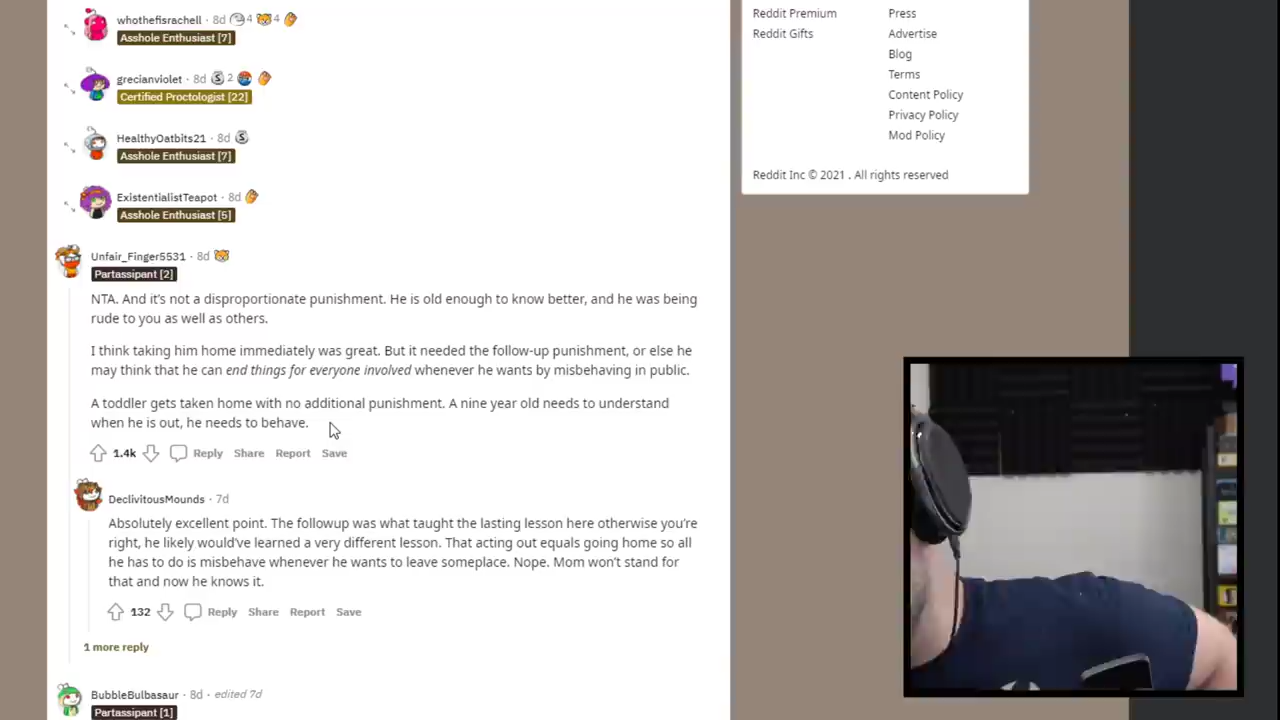 whothefisrachell · 8d 4 4
Asshole Enthusiast [7]
grecianviolet · 8d 2
Certified Proctologist [22]
HealthyOatbits21 · 8d
Asshole Enthusiast [7]
ExistentialistTeapot · 8d
Asshole Enthusiast [5]
Unfair_Finger5531 · 8d
Partassipant [2]
NTA. And it's not a disproportionate punishment. He is old enough to know better, and he was being
rude to you as well as others.
I think taking him home immediately was great. But it needed the follow-up punishment, or else he
may think that he can end things for everyone involved whenever he wants by misbehaving in public.
A toddler gets taken home with no additional punishment. A nine year old needs to understand
when he is out, he needs to behave.
1.4k Reply Share Report Save
DeclivitousMounds · 7d
Absolutely excellent point. The followup was what taught the lasting lesson here otherwise you're
right, he likely would've learned a very different lesson. That acting out equals going home so all
he has to do is misbehave whenever he wants to leave someplace. Nope. Mom won't stand for
that and now he knows it.
132 Reply Share Report Save
1 more reply
BubbleBulbasaur · 8d · edited 7d
Partassipant [1]
Reddit Premium
Reddit Gifts
Press
Advertise
Blog
Terms
Content Policy
Privacy Policy
Mod Policy
Reddit Inc © 2021 . All rights reserved